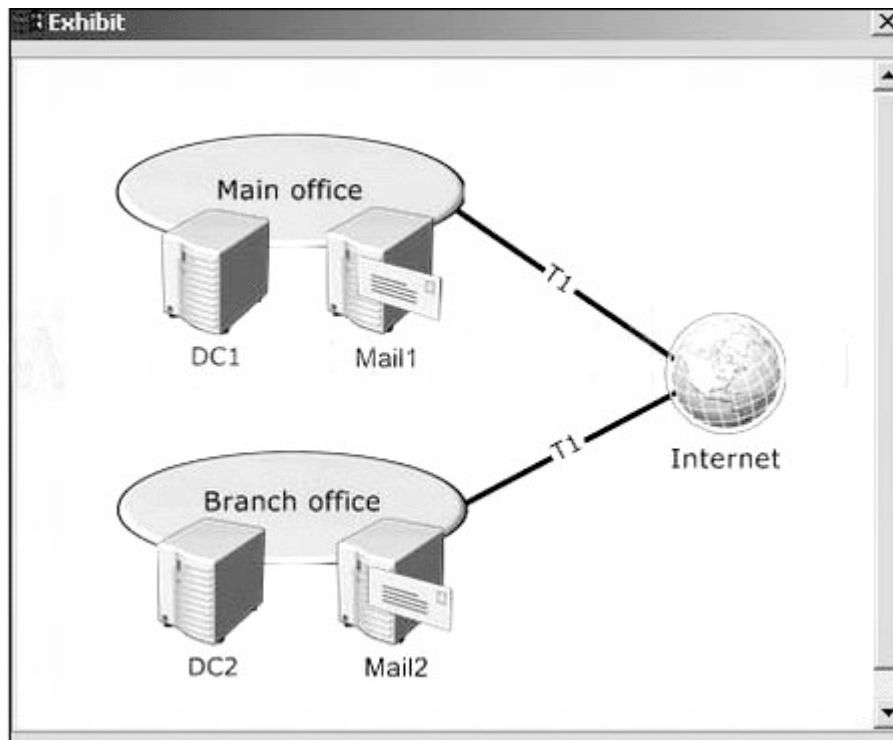 Exhibit
Main office
DC1
Mail1
T1
Internet
T1
Branch office
DC2
Mail2